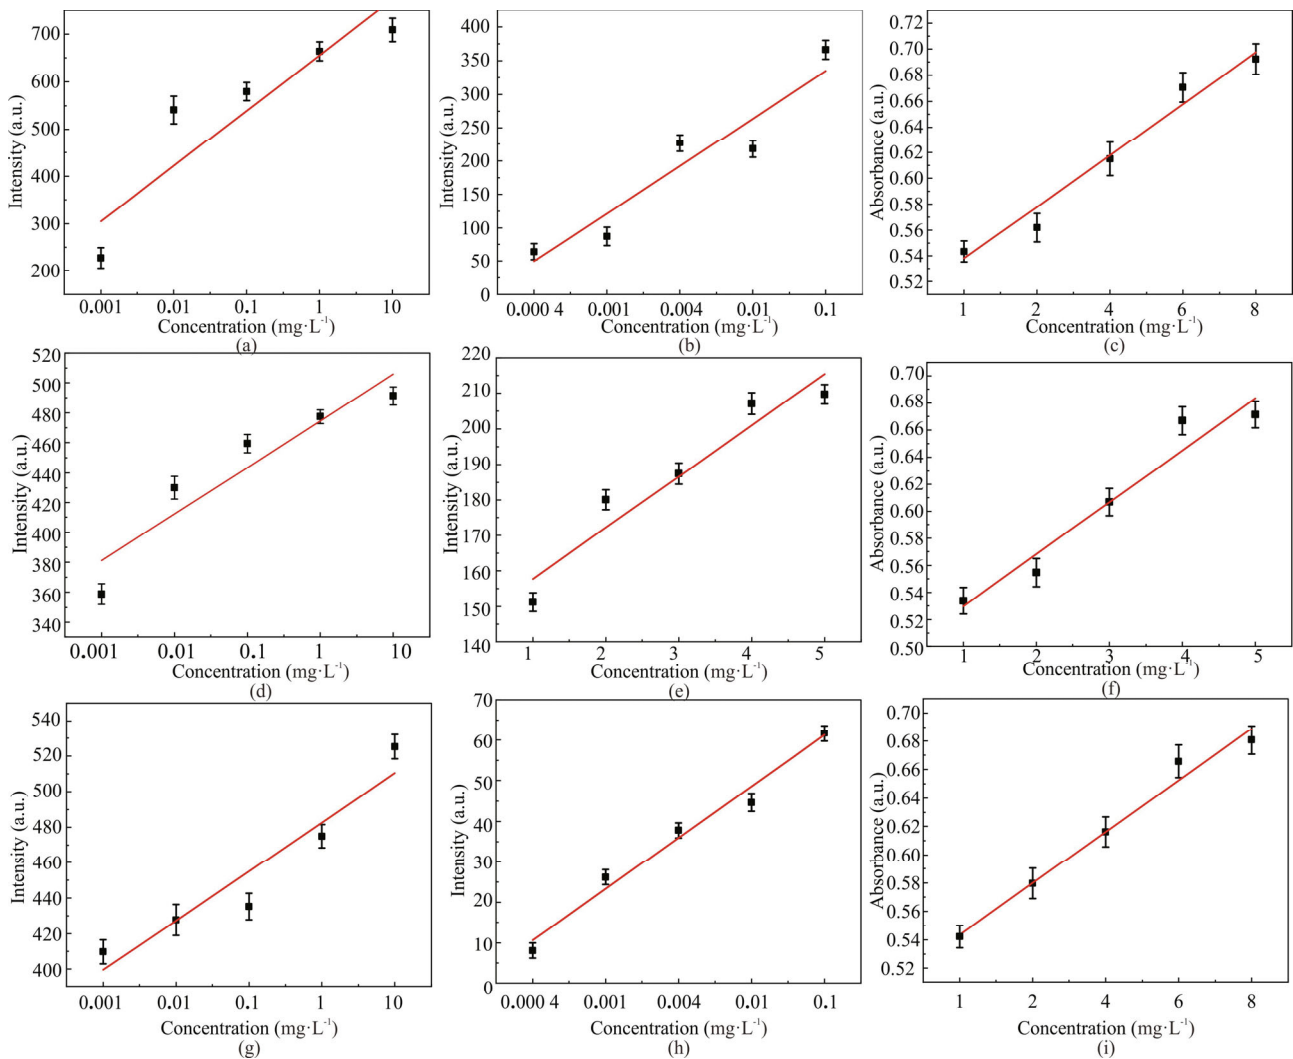 700
600
500
400
300
200
Intensity (a.u.)
0.001 0.01 0.1 1 10
Concentration (mg·L⁻¹)
(a)
400
350
300
250
200
150
100
50
0
Intensity (a.u.)
0.000 4 0.001 0.004 0.01 0.1
Concentration (mg·L⁻¹)
(b)
0.72
0.70
0.68
0.66
0.64
0.62
0.60
0.58
0.56
0.54
0.52
Absorbance (a.u.)
1 2 4 6 8
Concentration (mg·L⁻¹)
(c)
520
500
480
460
430
420
400
380
360
340
Intensity (a.u.)
0.001 0.01 0.1 1 10
Concentration (mg·L⁻¹)
(d)
220
210
200
190
180
170
160
150
140
Intensity (a.u.)
1 2 3 4 5
Concentration (mg·L⁻¹)
(e)
0.70
0.68
0.66
0.64
0.62
0.60
0.58
0.56
0.54
0.52
0.50
Absorbance (a.u.)
1 2 3 4 5
Concentration (mg·L⁻¹)
(f)
540
520
500
480
460
440
420
400
Intensity (a.u.)
0.001 0.01 0.1 1 10
Concentration (mg·L⁻¹)
(g)
70
60
50
40
30
20
10
0
Intensity (a.u.)
0.000 4 0.001 0.004 0.01 0.1
Concentration (mg·L⁻¹)
(h)
0.70
0.68
0.66
0.64
0.62
0.60
0.58
0.56
0.54
0.52
Absorbance (a.u.)
1 2 4 6 8
Concentration (mg·L⁻¹)
(i)